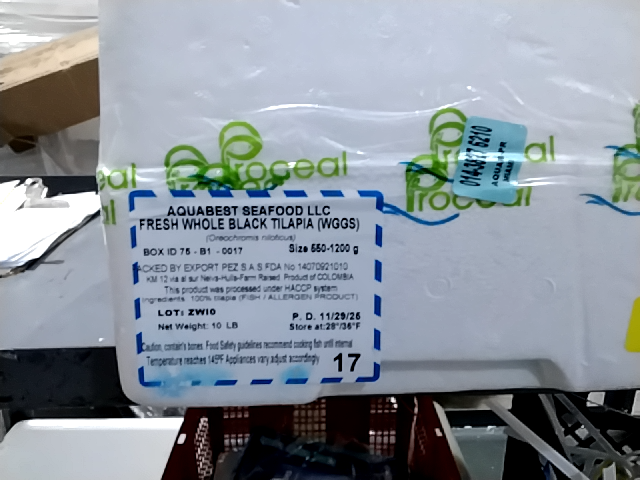 Proceal
Proceal
AQUABEST SEAFOOD LLC
FRESH WHOLE BLACK TILAPIA (WGGS)
(Oreochromis niloticus)
BOX ID 75 - B1 - 0017 Size 550-1200 g
PACKED BY EXPORT PEZ S.A.S FDA No 14070921010
KM 12 via al sur Neiva-Huila-Farm Raised. Product of COLOMBIA
This product was processed under HACCP system
Ingredients: 100% tilapia (FISH / ALLERGEN PRODUCT)
LOT: ZW10 P. D. 11/29/25
Net Weight: 10 LB Store at:28°/36°F
Caution, contain's bones. Food Safety guidelines recommend cooking fish until internal
Temperature reaches 145ºF Appliances vary adjust accordingly
17